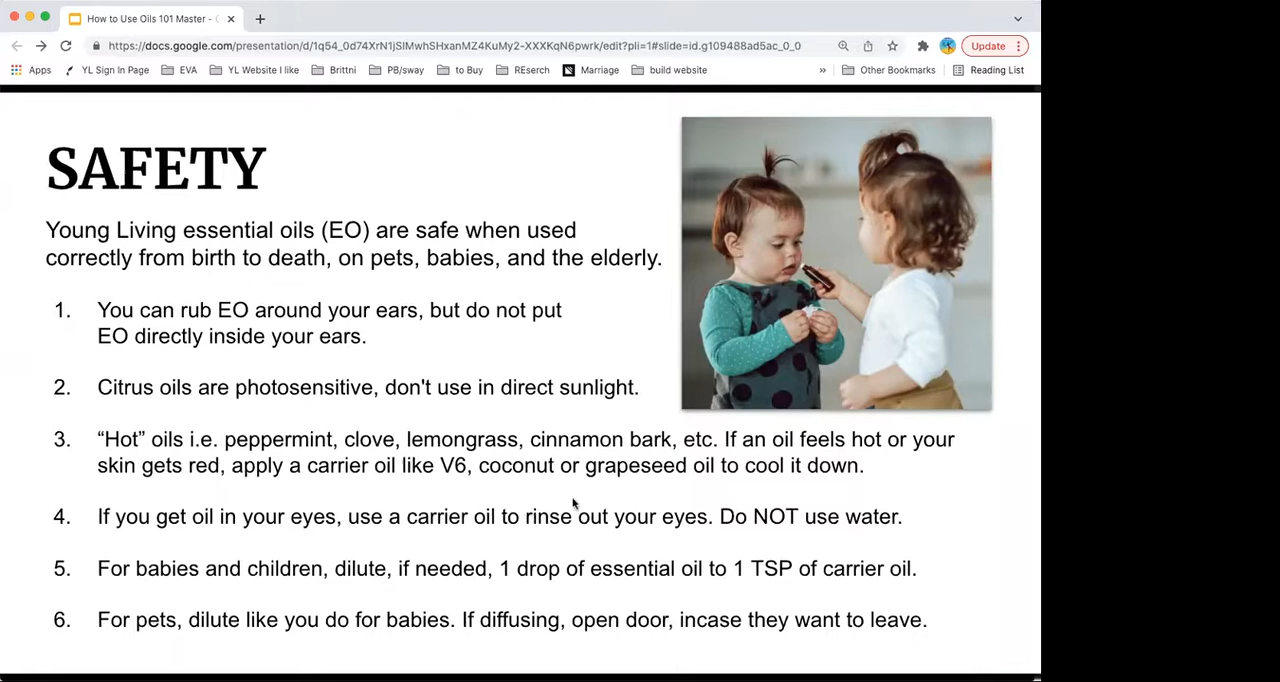 How to Use Oils 101 Master -
https://docs.google.com/presentation/d/1q54_0d74XrN1jSIMwhSHxanMZ4KuMy2-XXXKqN6pwrk/edit?pli=1#slide=id.g109488ad5ac_0_0
Update
Apps
YL Sign In Page
EVA
YL Website I like
Brittni
PB/sway
to Buy
REserch
Marriage
build website
»
Other Bookmarks
Reading List
SAFETY
Young Living essential oils (EO) are safe when used
correctly from birth to death, on pets, babies, and the elderly.
1. You can rub EO around your ears, but do not put
EO directly inside your ears.
2. Citrus oils are photosensitive, don't use in direct sunlight.
3. “Hot” oils i.e. peppermint, clove, lemongrass, cinnamon bark, etc. If an oil feels hot or your
skin gets red, apply a carrier oil like V6, coconut or grapeseed oil to cool it down.
4. If you get oil in your eyes, use a carrier oil to rinse out your eyes. Do NOT use water.
5. For babies and children, dilute, if needed, 1 drop of essential oil to 1 TSP of carrier oil.
6. For pets, dilute like you do for babies. If diffusing, open door, incase they want to leave.